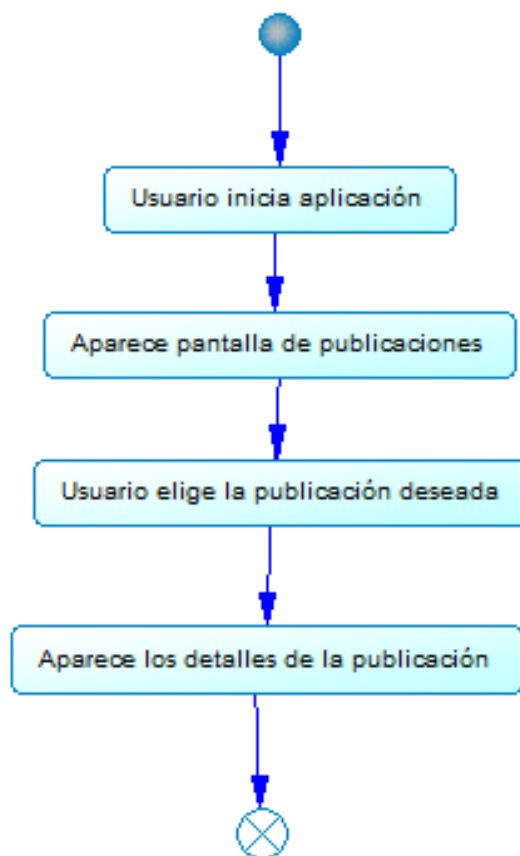 Usuario inicia aplicación
Aparece pantalla de publicaciones
Usuario elige la publicación deseada
Aparece los detalles de la publicación